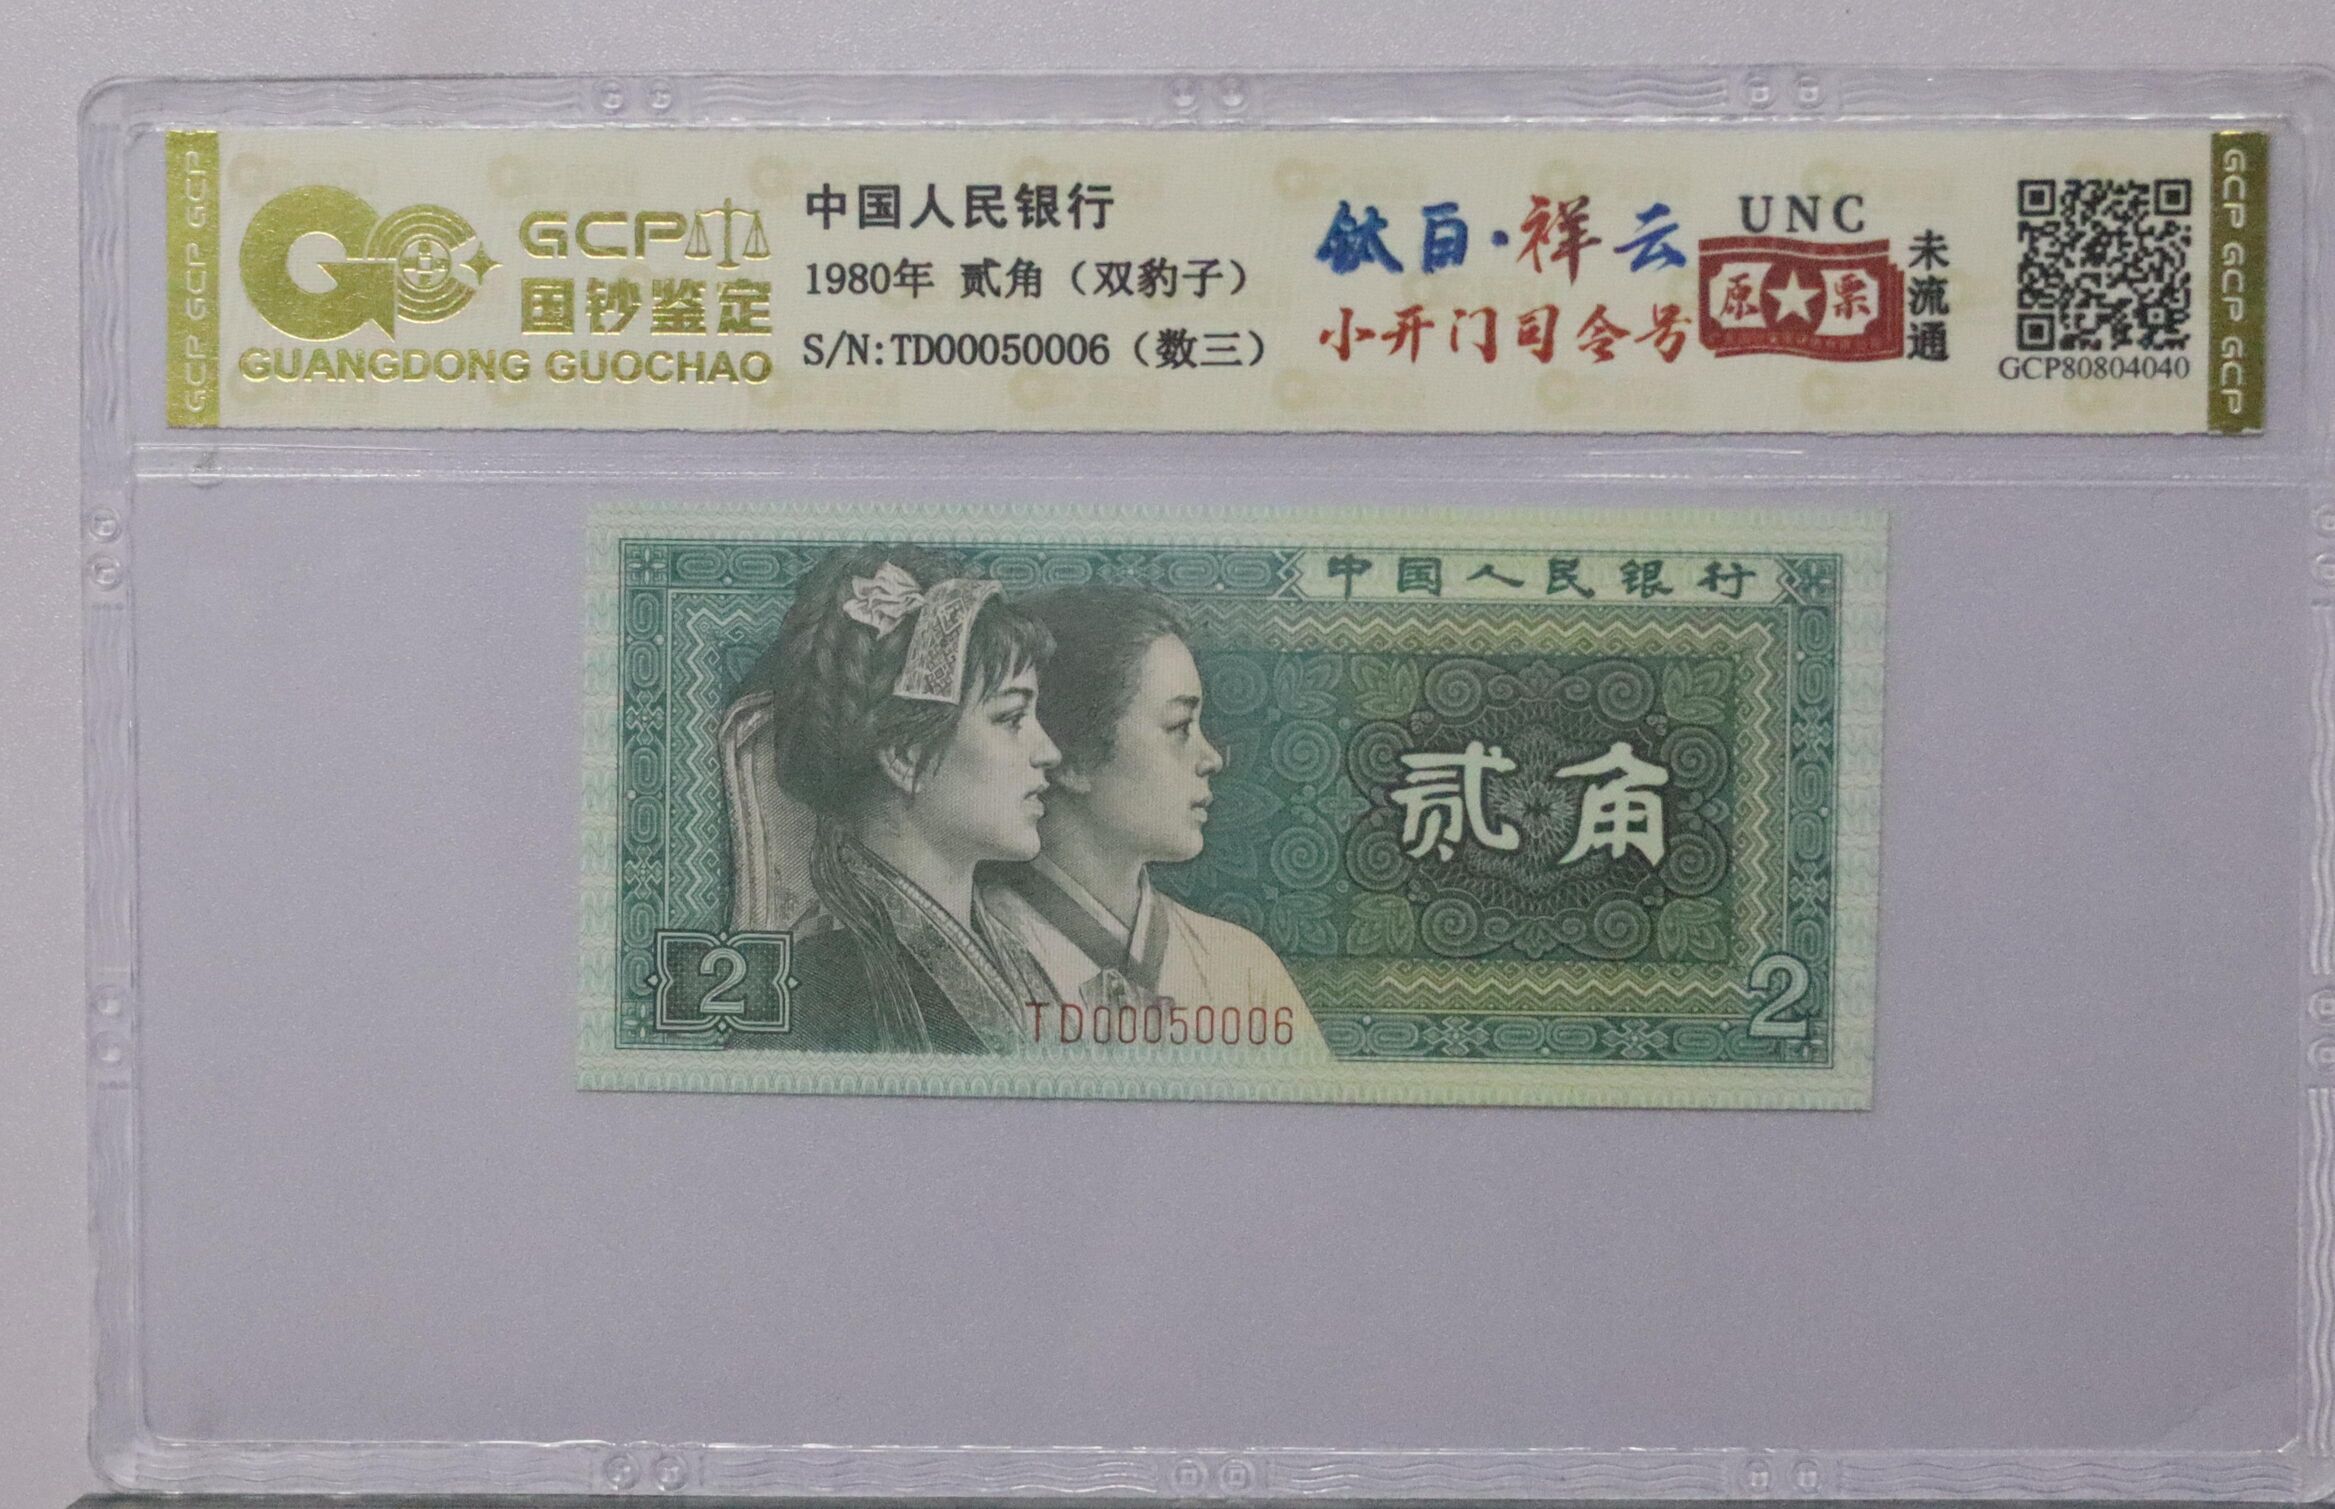 GCP GCP GCP
GCP
国钞鉴定
GUANGDONG GUOCHAO
中国人民银行
1980年 贰角（双豹子）
S/N:TD00050006（数三）
钛白·祥云
小开门司令号
UNC
原★票
未流通
GCP80804040
GCP GCP GCP
中国人民银行
贰角
2
TD00050006
2